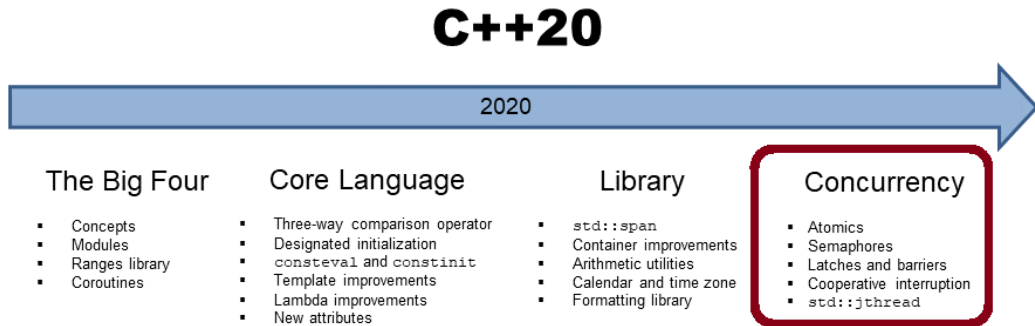 C++20
2020
The Big Four
▪ Concepts
▪ Modules
▪ Ranges library
▪ Coroutines
Core Language
▪ Three-way comparison operator
▪ Designated initialization
▪ consteval and constinit
▪ Template improvements
▪ Lambda improvements
▪ New attributes
Library
▪ std::span
▪ Container improvements
▪ Arithmetic utilities
▪ Calendar and time zone
▪ Formatting library
Concurrency
▪ Atomics
▪ Semaphores
▪ Latches and barriers
▪ Cooperative interruption
▪ std::jthread